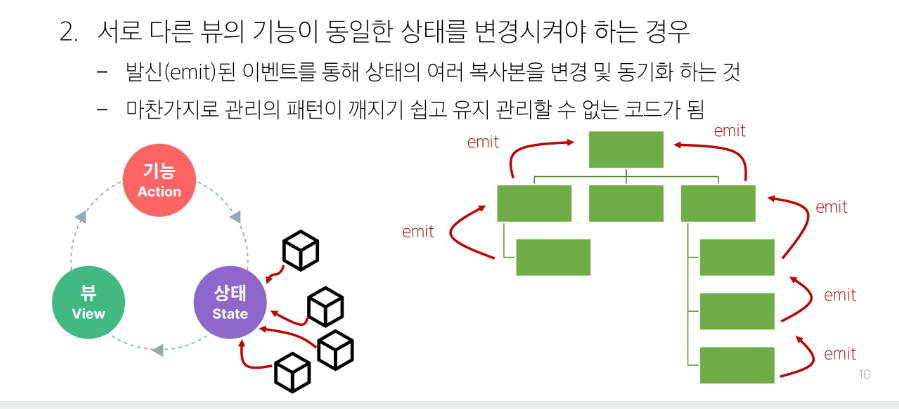 2. 서로 다른 뷰의 기능이 동일한 상태를 변경시켜야 하는 경우
– 발신(emit)된 이벤트를 통해 상태의 여러 복사본을 변경 및 동기화 하는 것
– 마찬가지로 관리의 패턴이 깨지기 쉽고 유지 관리할 수 없는 코드가 됨
기능
Action
뷰
View
상태
State
emit
emit
emit
emit
emit
emit
10